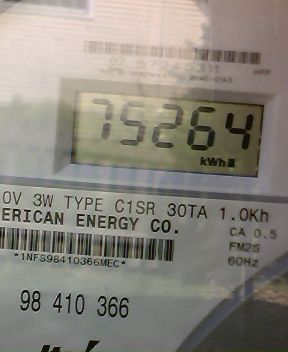 75264
kWh
0V 3W TYPE C1SR 30TA 1.0Kh
ERICAN ENERGY CO.
CA 0.5
FM2S
60Hz
*INFS98410366MEC*
98 410 366